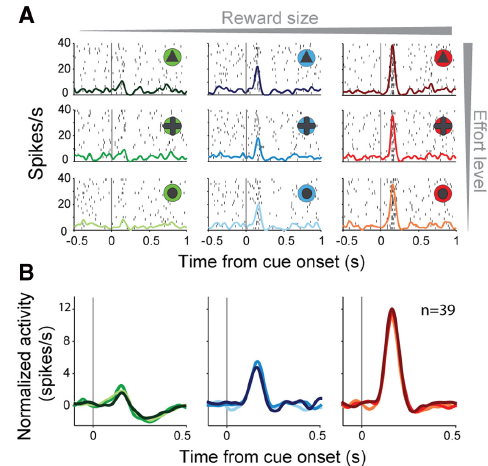 A
Reward size
Spikes/s
40
20
0
40
20
0
40
20
0
Effort level
-0.5 0 0.5 1 -0.5 0 0.5 1 -0.5 0 0.5 1
Time from cue onset (s)
B
Normalized activity
(spikes/s)
12
8
4
0
n=39
0 0.5 0 0.5 0 0.5
Time from cue onset (s)